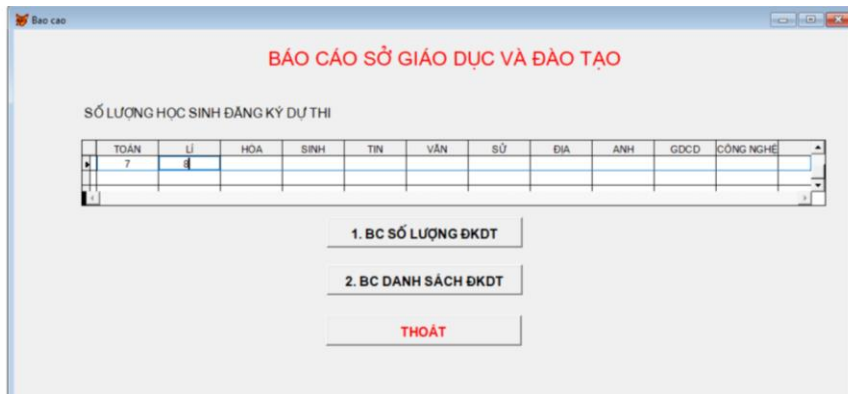 Bao cao
BÁO CÁO SỞ GIÁO DỤC VÀ ĐÀO TẠO
SỐ LƯỢNG HỌC SINH ĐĂNG KÝ DỰ THI
TOÁN LÍ HÓA SINH TIN VĂN SỬ ĐỊA ANH GDCD CÔNG NGHỆ
7 8
1. BC SỐ LƯỢNG ĐKDT
2. BC DANH SÁCH ĐKDT
THOÁT